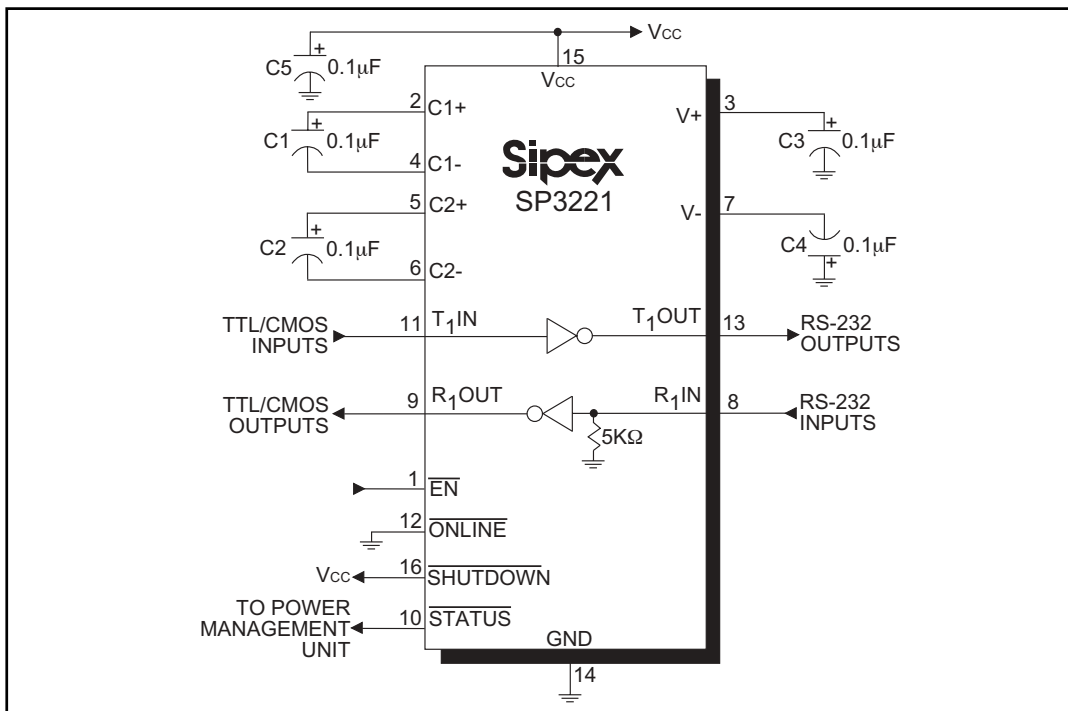 VCC
15
VCC
C5
+
0.1µF
2
C1+
C1
+
0.1µF
4
C1-
5
C2+
C2
+
0.1µF
6
C2-
Sipex
SP3221
3
V+
C3
+
0.1µF
7
V-
C4
0.1µF
+
TTL/CMOS
INPUTS
11
T1IN
T1OUT
13
RS-232
OUTPUTS
TTL/CMOS
OUTPUTS
9
R1OUT
R1IN
8
RS-232
INPUTS
5KΩ
1
EN
12
ONLINE
VCC
16
SHUTDOWN
TO POWER
MANAGEMENT
UNIT
10
STATUS
GND
14